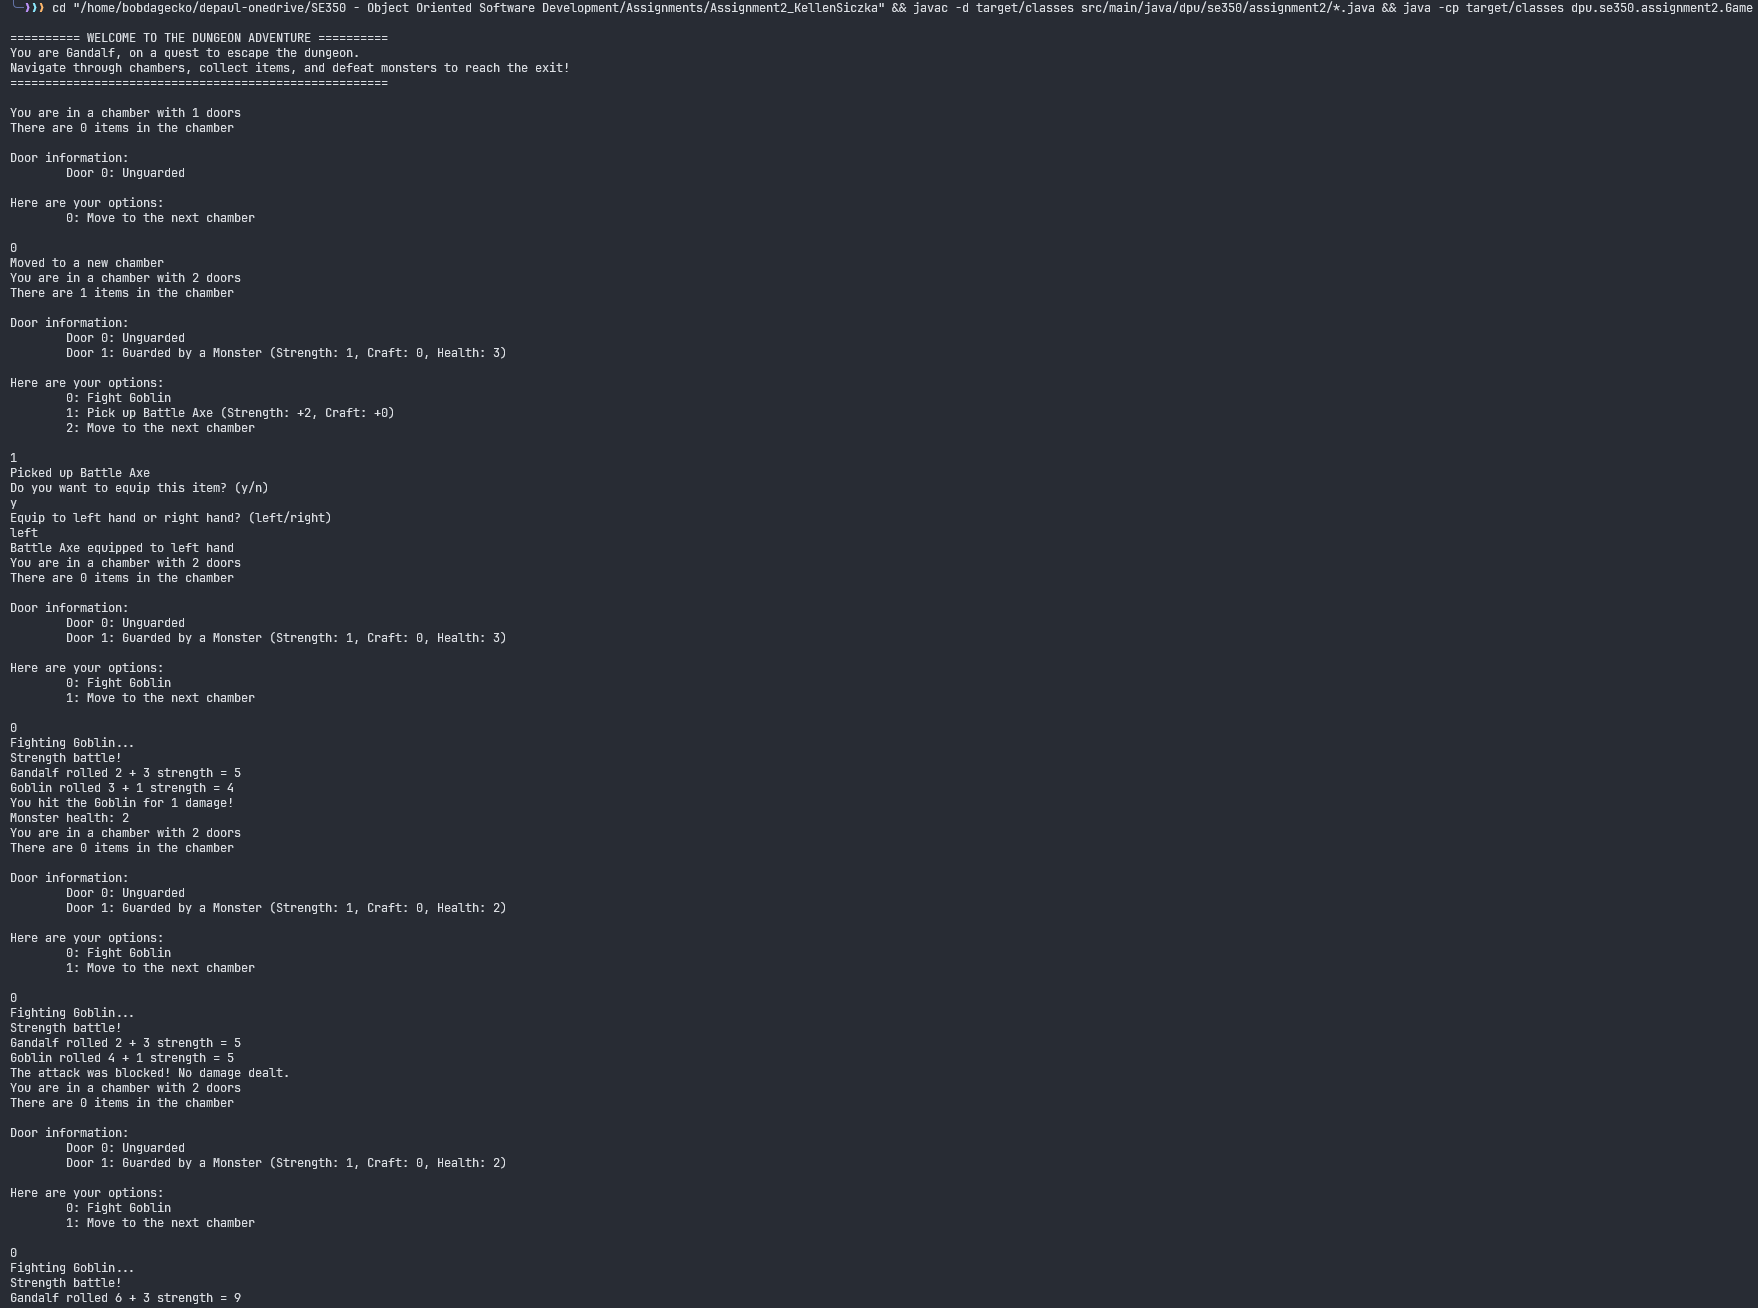 ╰─❯❯❯ cd "/home/bobdagecko/depaul-onedrive/SE350 - Object Oriented Software Development/Assignments/Assignment2_KellenSiczka" && javac -d target/classes src/main/java/dpu/se350/assignment2/*.java && java -cp target/classes dpu.se350.assignment2.Game
========== WELCOME TO THE DUNGEON ADVENTURE ==========
You are Gandalf, on a quest to escape the dungeon.
Navigate through chambers, collect items, and defeat monsters to reach the exit!
======================================================
You are in a chamber with 1 doors
There are 0 items in the chamber
Door information:
Door 0: Unguarded
Here are your options:
0: Move to the next chamber
0
Moved to a new chamber
You are in a chamber with 2 doors
There are 1 items in the chamber
Door information:
Door 0: Unguarded
Door 1: Guarded by a Monster (Strength: 1, Craft: 0, Health: 3)
Here are your options:
0: Fight Goblin
1: Pick up Battle Axe (Strength: +2, Craft: +0)
2: Move to the next chamber
1
Picked up Battle Axe
Do you want to equip this item? (y/n)
y
Equip to left hand or right hand? (left/right)
left
Battle Axe equipped to left hand
You are in a chamber with 2 doors
There are 0 items in the chamber
Door information:
Door 0: Unguarded
Door 1: Guarded by a Monster (Strength: 1, Craft: 0, Health: 3)
Here are your options:
0: Fight Goblin
1: Move to the next chamber
0
Fighting Goblin...
Strength battle!
Gandalf rolled 2 + 3 strength = 5
Goblin rolled 3 + 1 strength = 4
You hit the Goblin for 1 damage!
Monster health: 2
You are in a chamber with 2 doors
There are 0 items in the chamber
Door information:
Door 0: Unguarded
Door 1: Guarded by a Monster (Strength: 1, Craft: 0, Health: 2)
Here are your options:
0: Fight Goblin
1: Move to the next chamber
0
Fighting Goblin...
Strength battle!
Gandalf rolled 2 + 3 strength = 5
Goblin rolled 4 + 1 strength = 5
The attack was blocked! No damage dealt.
You are in a chamber with 2 doors
There are 0 items in the chamber
Door information:
Door 0: Unguarded
Door 1: Guarded by a Monster (Strength: 1, Craft: 0, Health: 2)
Here are your options:
0: Fight Goblin
1: Move to the next chamber
0
Fighting Goblin...
Strength battle!
Gandalf rolled 6 + 3 strength = 9